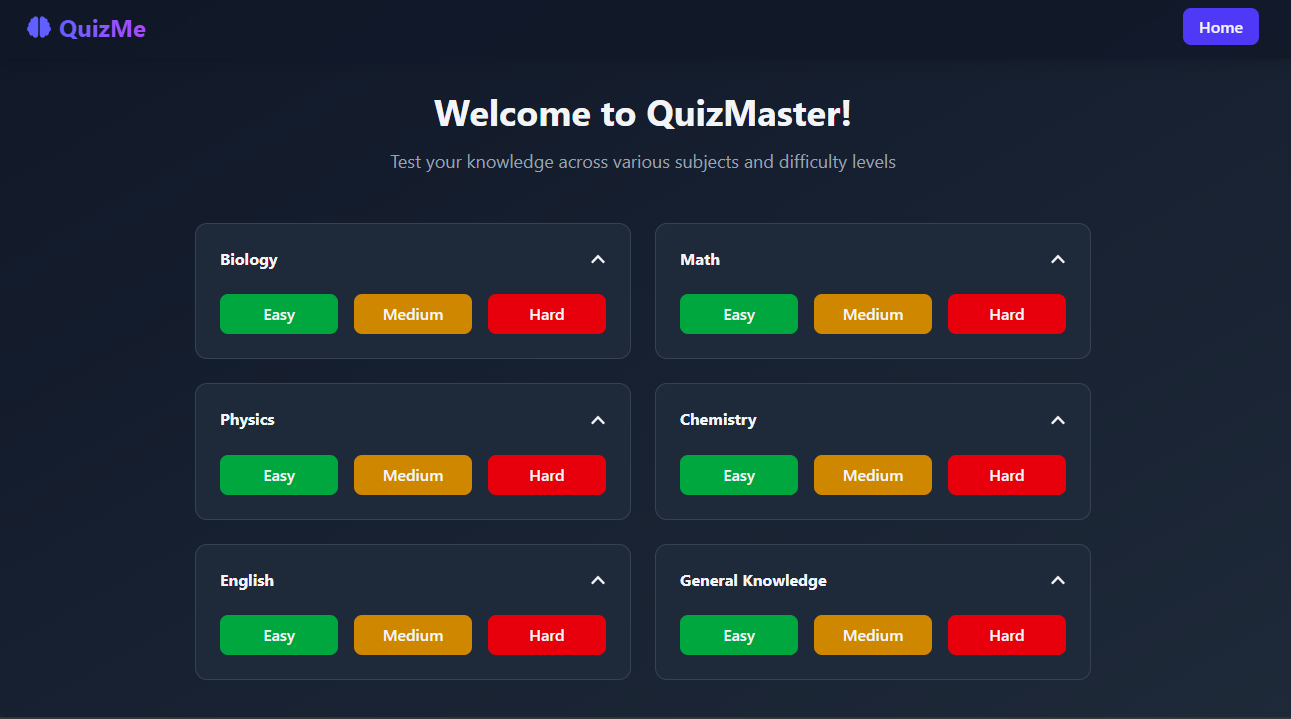 QuizMe
Home
Welcome to QuizMaster!
Test your knowledge across various subjects and difficulty levels
Biology
Easy Medium Hard
Math
Easy Medium Hard
Physics
Easy Medium Hard
Chemistry
Easy Medium Hard
English
Easy Medium Hard
General Knowledge
Easy Medium Hard